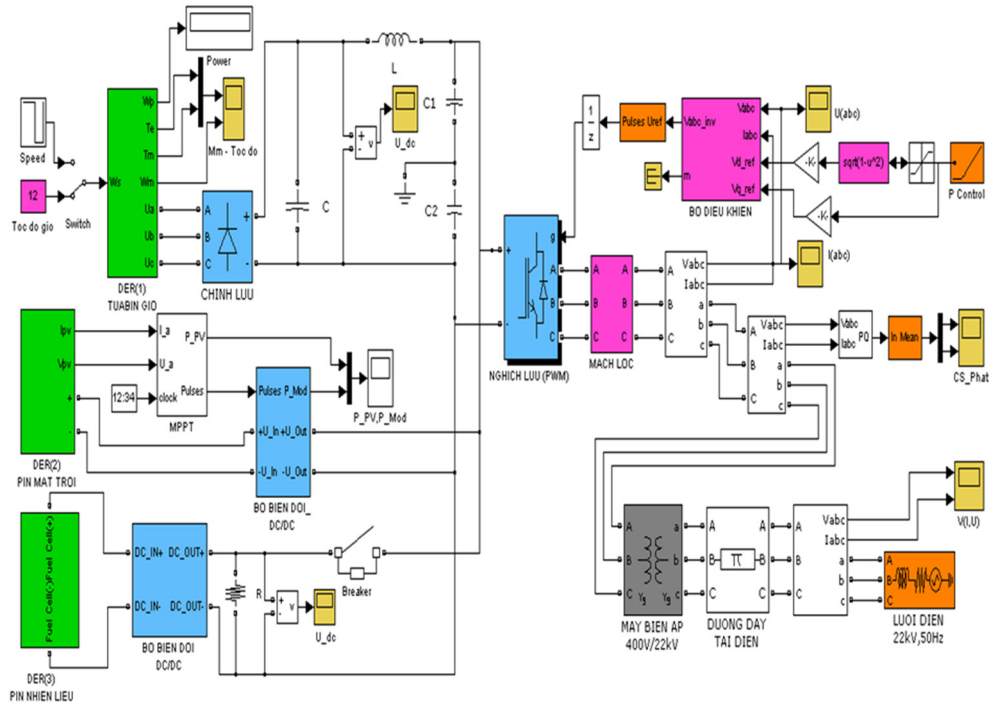 Speed
12
Toc do gio
Switch
Ws
Wp
Te
Tm
Wm
Ua
Ub
Uc
DER(1)
TUABIN GIO
Power
Mm - Toc do
A
B
C
+
-
CHINH LUU
C
L
+
-
v
U_dc
C1
C2
1
z
Pulses Uref
Vabc_inv
m
Vabc
Iabc
Vd_ref
Vq_ref
BO DIEU KHIEN
U(abc)
-K-
sqrt(1-u^2)
P Control
-K-
I(abc)
g
+
-
A
B
C
NGHICH LUU (PWM)
A
B
C
A
B
C
MACH LOC
A
B
C
Vabc
Iabc
a
b
c
A
B
C
Vabc
Iabc
a
b
c
Vabc
Iabc
PQ
In Mean
CS_Phat
Ipv
Vpv
+
-
DER(2)
PIN MAT TROI
12:34
I_a
U_a
clock
P_PV
Pulses
MPPT
P_PV,P_Mod
Pulses P_Mod
+U_In +U_Out
-U_In -U_Out
BO BIEN DOI_
DC/DC
Fuel Cell(-)Fuel Cell(+)
DER(3)
PIN NHIEN LIEU
DC_IN+ DC_OUT+
DC_IN- DC_OUT-
BO BIEN DOI
DC/DC
R
+
-
v
U_dc
Breaker
A
B
C
a
b
c
Yg
Yg
MAY BIEN AP
400V/22kV
A
B
C
π
A
B
C
DUONG DAY
TAI DIEN
A
B
C
Vabc
Iabc
a
b
c
V(I,U)
A
B
C
LUOI DIEN
22kV,50Hz